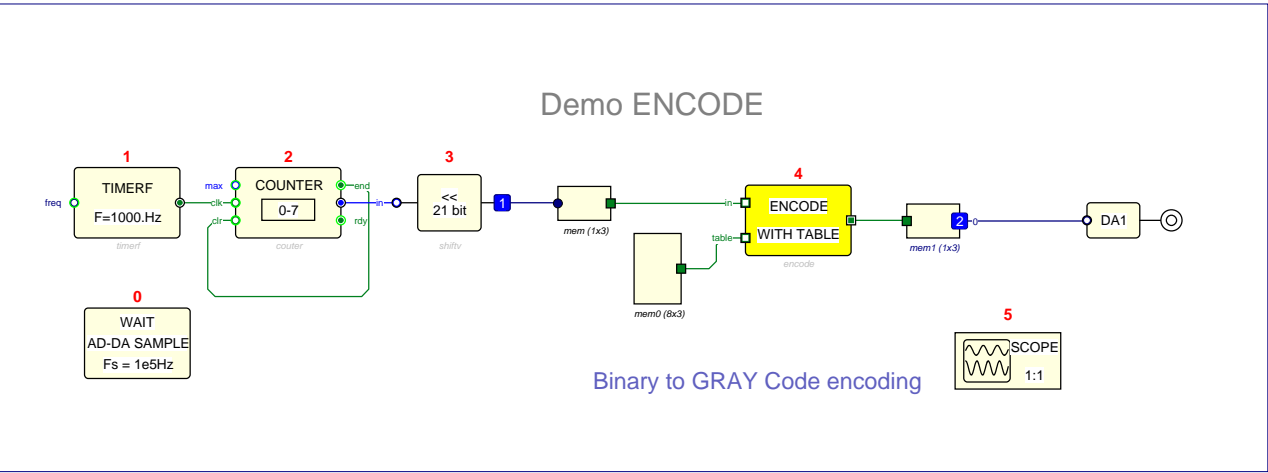 Demo ENCODE
1
2
3
4
TIMERF
F=1000.Hz
freq
timerf
max
clk
clr
COUNTER
0-7
end
rdy
couter
in
<<
21 bit
shiftv
1
mem (1x3)
in
table
ENCODE
WITH TABLE
encode
mem0 (8x3)
2
0
mem1 (1x3)
DA1
0
WAIT
AD-DA SAMPLE
Fs = 1e5Hz
Binary to GRAY Code encoding
5
SCOPE
1:1